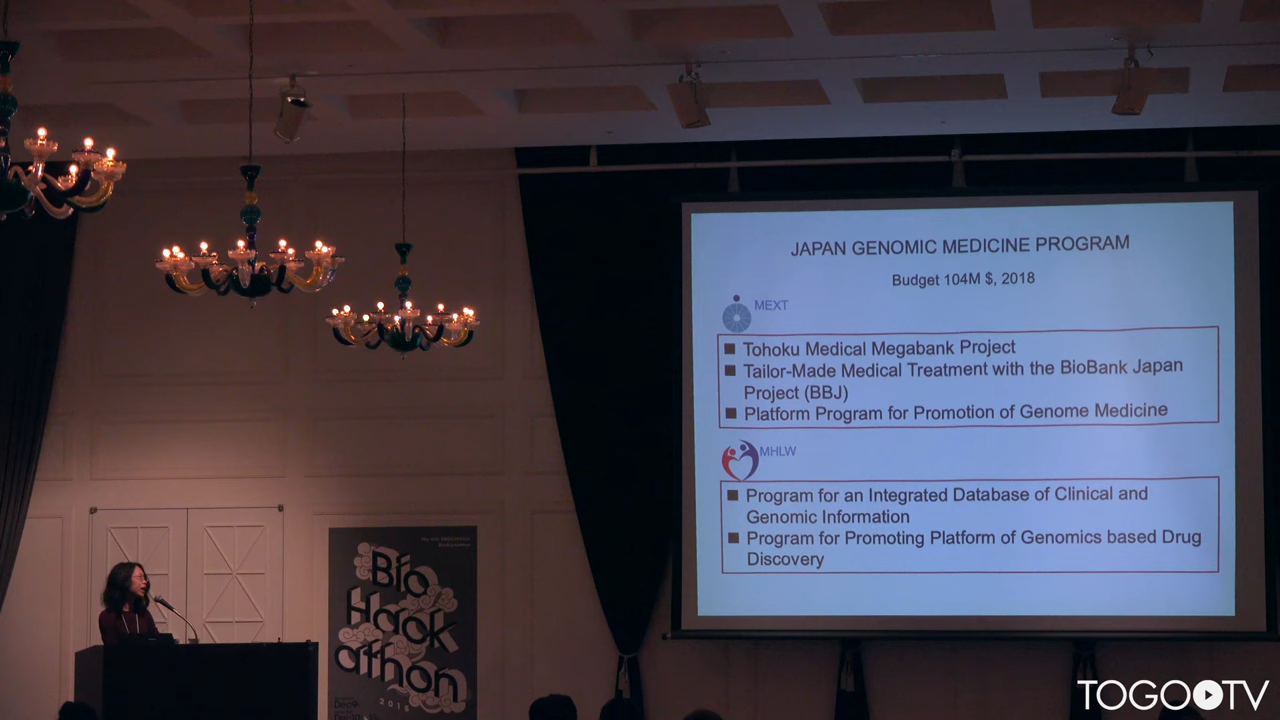 JAPAN GENOMIC MEDICINE PROGRAM
Budget 104M $, 2018
MEXT
Tohoku Medical Megabank Project
Tailor-Made Medical Treatment with the BioBank Japan
Project (BBJ)
Platform Program for Promotion of Genome Medicine
MHLW
Program for an Integrated Database of Clinical and
Genomic Information
Program for Promoting Platform of Genomics based Drug
Discovery
Bio
Hack
athon
2018
TOGO TV